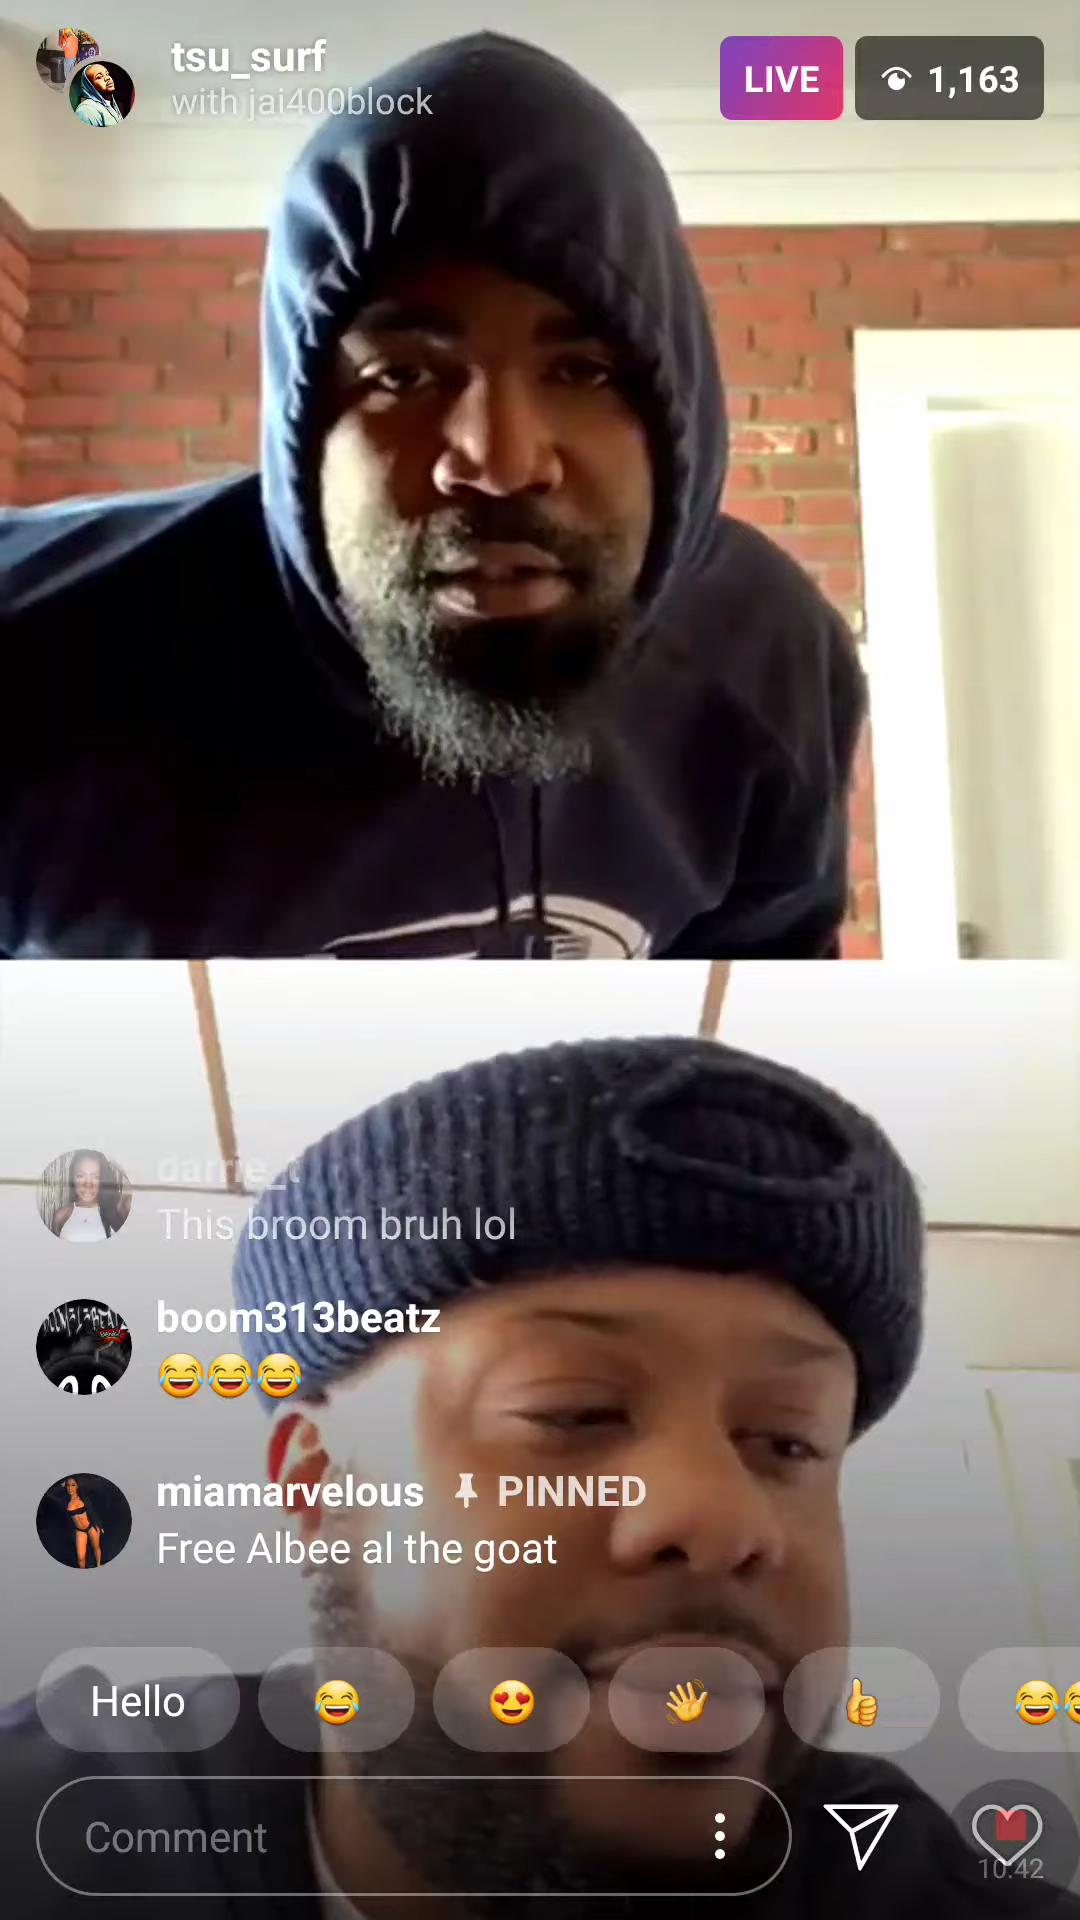 tsu_surf
with jai400block
LIVE
1,163
darrie_t
This broom bruh lol
boom313beatz
😂😂😂
miamarvelous PINNED
Free Albee al the goat
Hello 😂 😍 👋 👍 😂😂
Comment
10:42